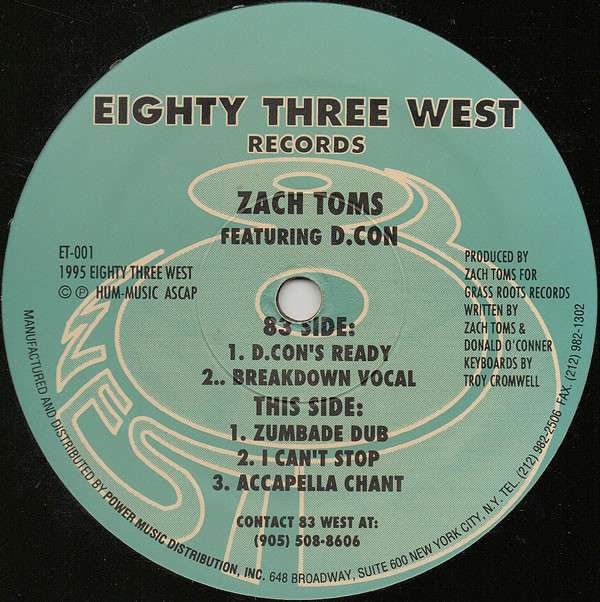 EIGHTY THREE WEST
RECORDS
ZACH TOMS
FEATURING D.CON
ET-001
1995 EIGHTY THREE WEST
© ℗ HUM-MUSIC ASCAP
PRODUCED BY
ZACH TOMS FOR
GRASS ROOTS RECORDS
WRITTEN BY
ZACH TOMS &
DONALD O'CONNER
KEYBOARDS BY
TROY CROMWELL
83 SIDE:
1. D.CON'S READY
2.. BREAKDOWN VOCAL
THIS SIDE:
1. ZUMBADE DUB
2. I CAN'T STOP
3. ACCAPELLA CHANT
CONTACT 83 WEST AT:
(905) 508-8606
WEST
MANUFACTURED AND DISTRIBUTED BY POWER MUSIC DISTRIBUTION, INC. 648 BROADWAY, SUITE 600 NEW YORK CITY, N.Y. TEL. (212) 982-2506 FAX. (212) 982-1302